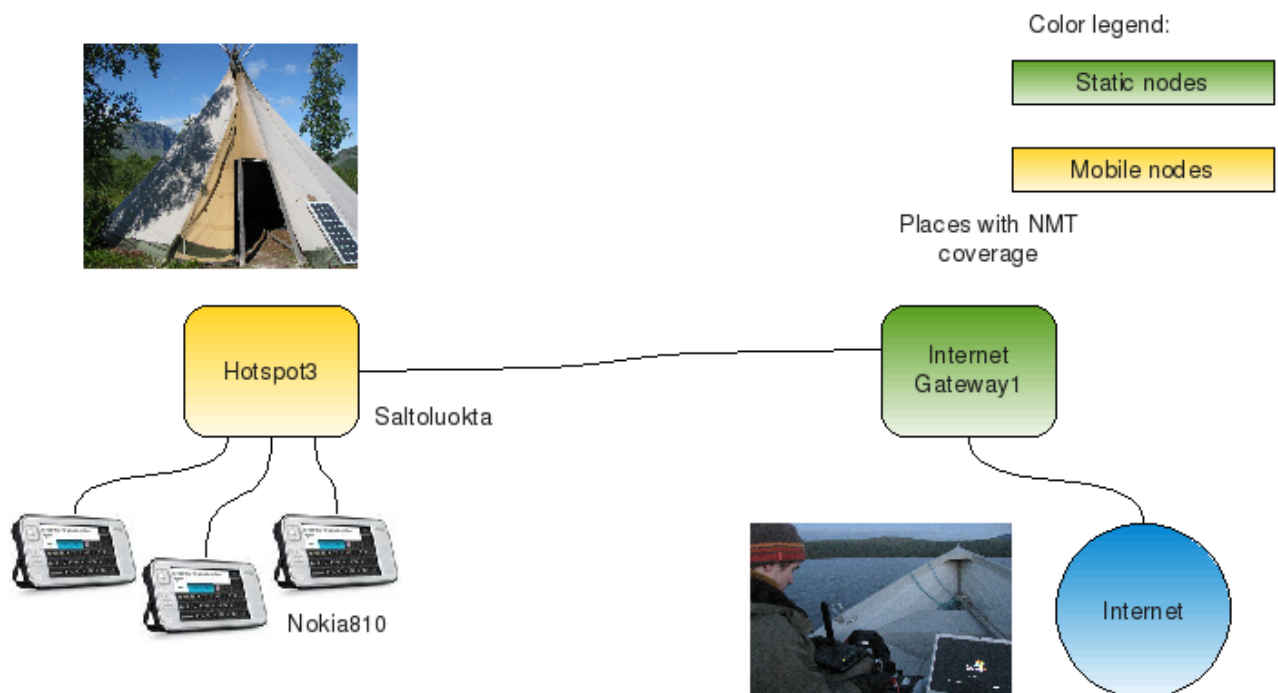 Color legend:
Static nodes
Mobile nodes
Places with NMT
coverage
Hotspot3
Saltoluokta
Internet
Gateway1
Nokia810
Internet